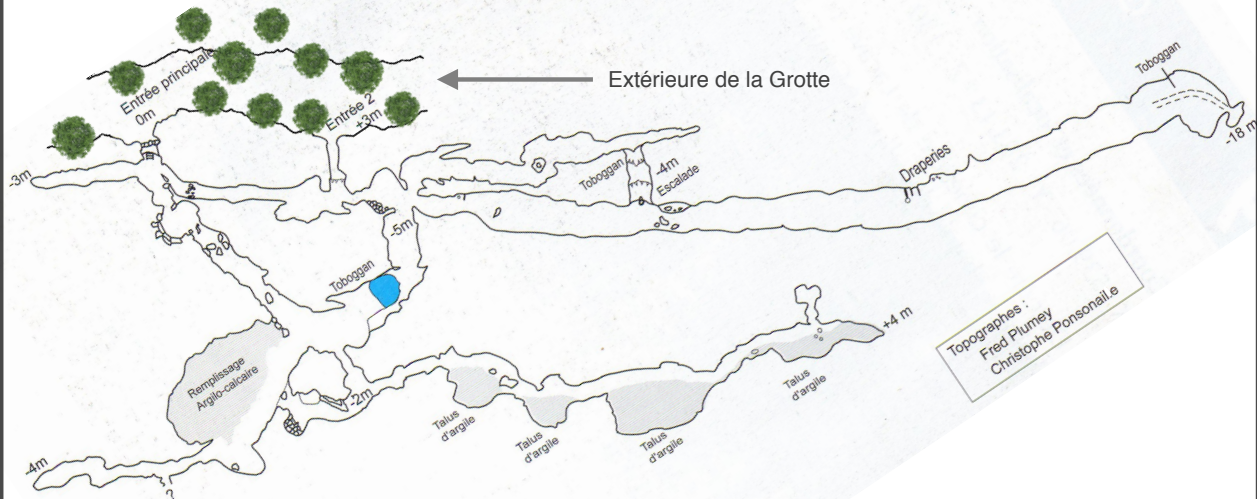 Entrée principale
0m
Entrée 2
+3m
Extérieure de la Grotte
Toboggan
-18 m
-3m
Toboggan
-4m
Escalade
Draperies
-5m
Toboggan
Remplissage
Argilo-calcaire
-2m
-4m
?
Talus
d'argile
Talus
d'argile
Talus
d'argile
Talus
d'argile
+4 m
Topographes :
Fred Plumey
Christophe Ponsonail.e